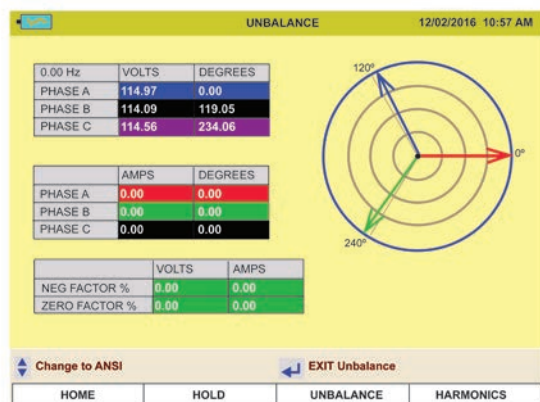 UNBALANCE 12/02/2016 10:57 AM
0.00 Hz VOLTS DEGREES
PHASE A 114.97 0.00
PHASE B 114.09 119.05
PHASE C 114.56 234.06
AMPS DEGREES
PHASE A 0.00 0.00
PHASE B 0.00 0.00
PHASE C 0.00 0.00
VOLTS AMPS
NEG FACTOR % 0.00 0.00
ZERO FACTOR % 0.00 0.00
120º
0º
240º
Change to ANSI EXIT Unbalance
HOME HOLD UNBALANCE HARMONICS